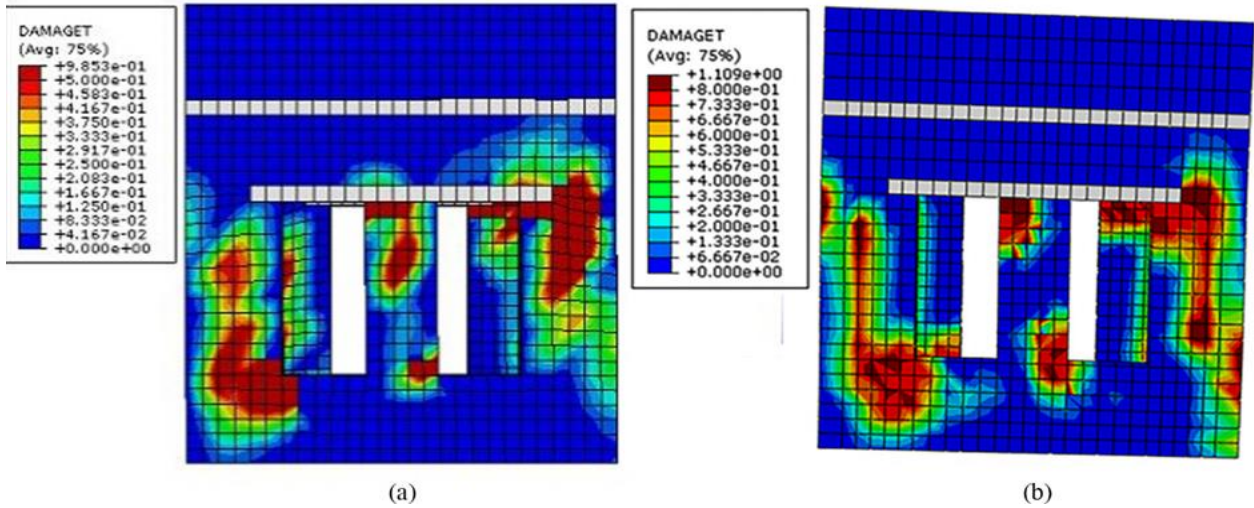 DAMAGET
(Avg: 75%)
+9.853e-01
+5.000e-01
+4.583e-01
+4.167e-01
+3.750e-01
+3.333e-01
+2.917e-01
+2.500e-01
+2.083e-01
+1.667e-01
+1.250e-01
+8.333e-02
+4.167e-02
+0.000e+00
(a)
DAMAGET
(Avg: 75%)
+1.109e+00
+8.000e-01
+7.333e-01
+6.667e-01
+6.000e-01
+5.333e-01
+4.667e-01
+4.000e-01
+3.333e-01
+2.667e-01
+2.000e-01
+1.333e-01
+6.667e-02
+0.000e+00
(b)